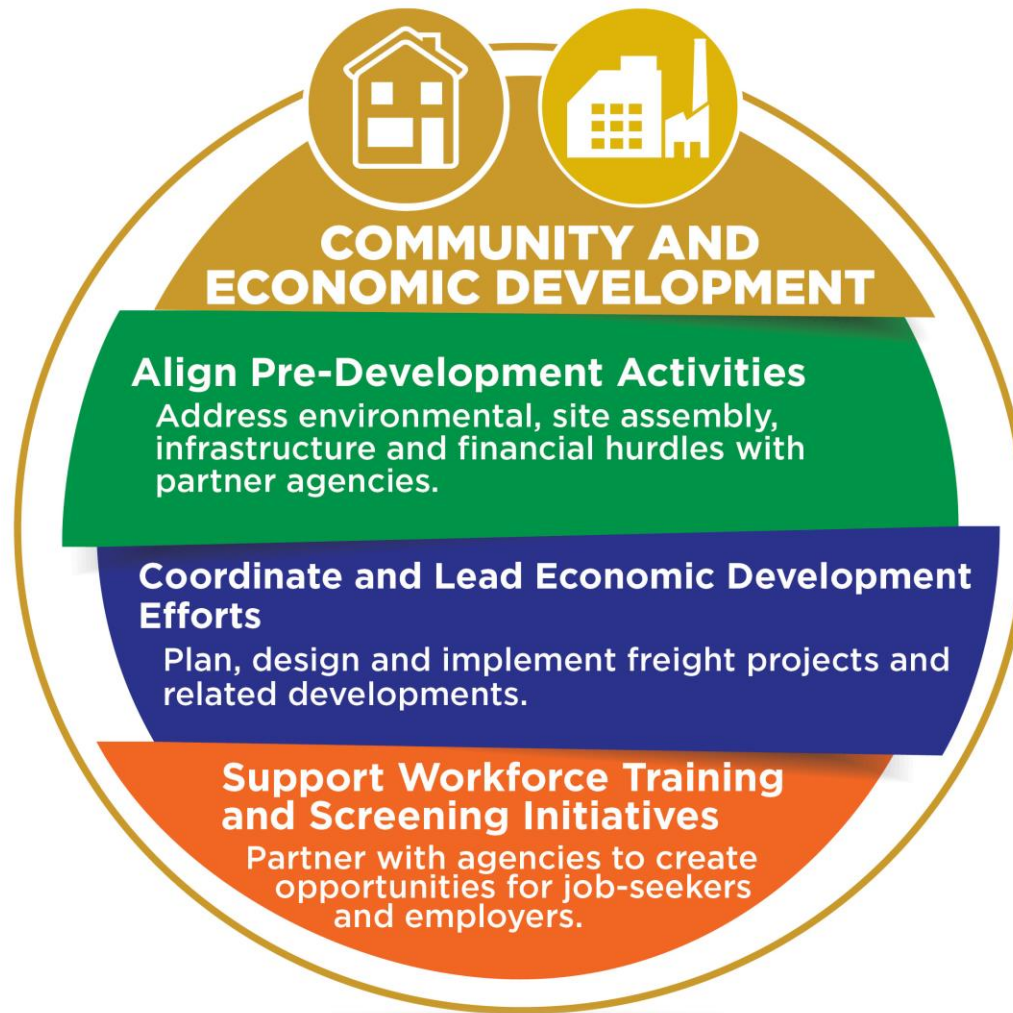 COMMUNITY AND
ECONOMIC DEVELOPMENT
Align Pre-Development Activities
Address environmental, site assembly,
infrastructure and financial hurdles with
partner agencies.
Coordinate and Lead Economic Development
Efforts
Plan, design and implement freight projects and
related developments.
Support Workforce Training
and Screening Initiatives
Partner with agencies to create
opportunities for job-seekers
and employers.